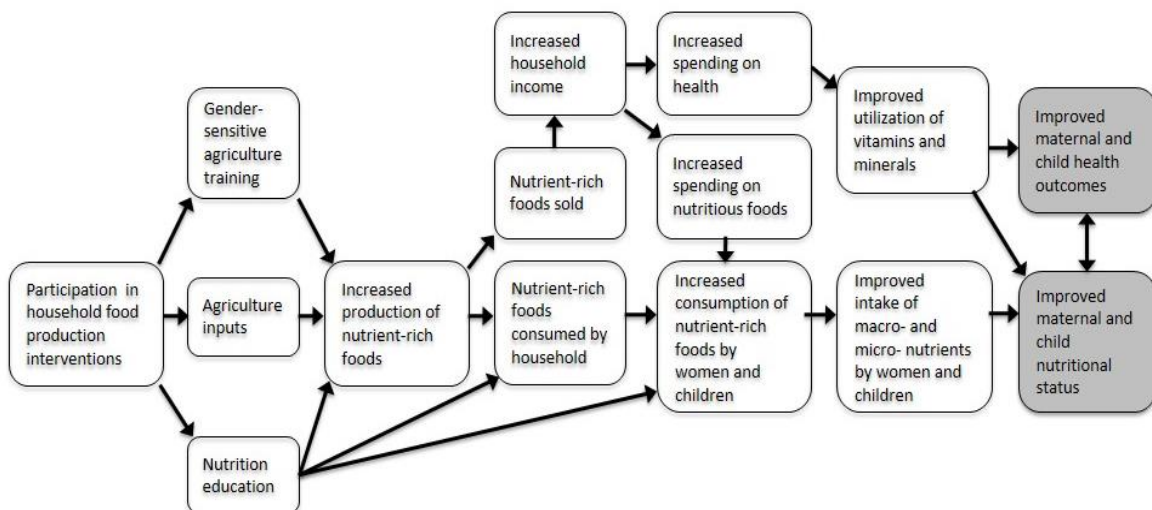 Participation in
household food
production
interventions
Gender-
sensitive
agriculture
training
Agriculture
inputs
Nutrition
education
Increased
production of
nutrient-rich
foods
Increased
household
income
Nutrient-rich
foods sold
Nutrient-rich
foods
consumed by
household
Increased
spending on
health
Increased
spending on
nutritious foods
Increased
consumption of
nutrient-rich
foods by
women and
children
Improved
utilization of
vitamins and
minerals
Improved
intake of
macro- and
micro- nutrients
by women and
children
Improved
maternal and
child health
outcomes
Improved
maternal and
child
nutritional
status